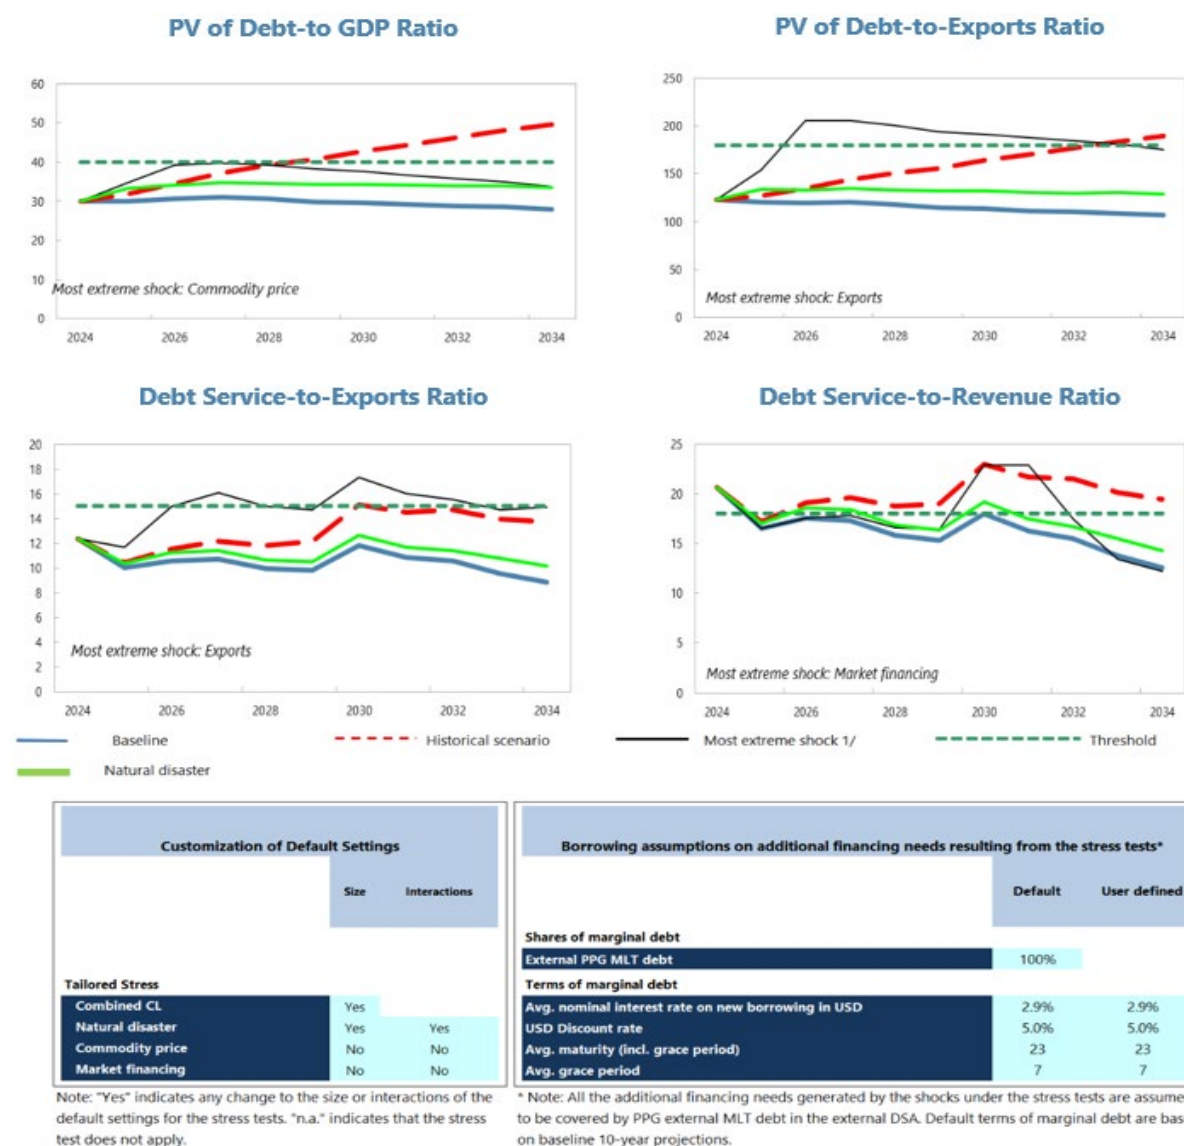 PV of Debt-to GDP Ratio
PV of Debt-to-Exports Ratio
60
50
40
30
20
10
0
Most extreme shock: Commodity price
2024 2026 2028 2030 2032 2034
250
200
150
100
50
0
Most extreme shock: Exports
2024 2026 2028 2030 2032 2034
Debt Service-to-Exports Ratio
Debt Service-to-Revenue Ratio
20
18
16
14
12
10
8
6
4
2
0
Most extreme shock: Exports
2024 2026 2028 2030 2032 2034
25
20
15
10
5
0
Most extreme shock: Market financing
2024 2026 2028 2030 2032 2034
Baseline Historical scenario Most extreme shock 1/ Threshold
Natural disaster
Customization of Default Settings
Size Interactions
Tailored Stress
Combined CL Yes
Natural disaster Yes Yes
Commodity price No No
Market financing No No
Note: "Yes" indicates any change to the size or interactions of the
default settings for the stress tests. "n.a." indicates that the stress
test does not apply.
Borrowing assumptions on additional financing needs resulting from the stress tests*
Default User defined
Shares of marginal debt
External PPG MLT debt 100%
Terms of marginal debt
Avg. nominal interest rate on new borrowing in USD 2.9% 2.9%
USD Discount rate 5.0% 5.0%
Avg. maturity (incl. grace period) 23 23
Avg. grace period 7 7
* Note: All the additional financing needs generated by the shocks under the stress tests are assume
to be covered by PPG external MLT debt in the external DSA. Default terms of marginal debt are bas
on baseline 10-year projections.